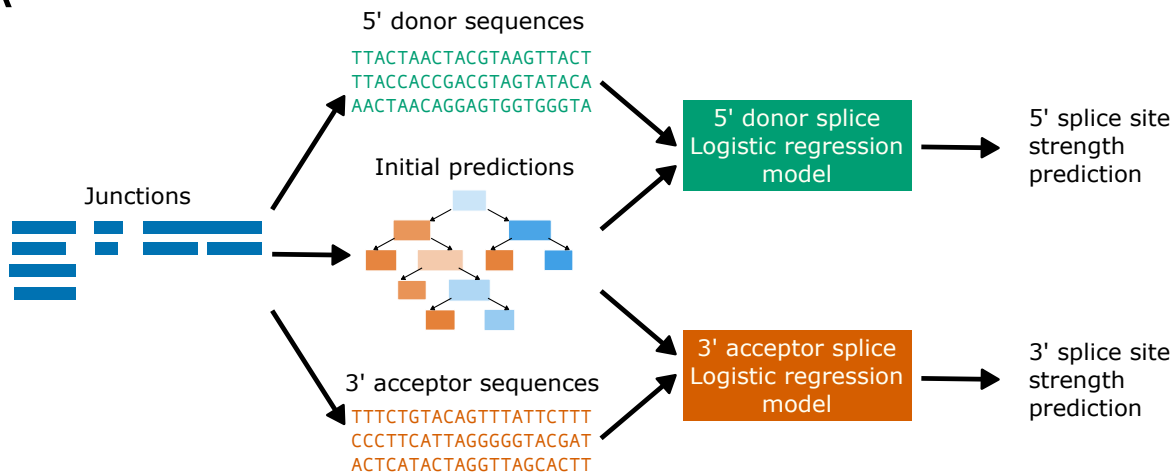 5' donor sequences
TTACTAACTACGTAAGTTACT
TTACCACCGACGTAGTATACA
AACTAACAGGAGTGGTGGGTA
5' donor splice
Logistic regression
model
5' splice site
strength
prediction
Junctions
Initial predictions
3' acceptor sequences
TTTCTGTACAGTTTATTCTTT
CCCTTCATTAGGGGGTACGAT
ACTCATACTAGGTTAGCACTT
3' acceptor splice
Logistic regression
model
3' splice site
strength
prediction